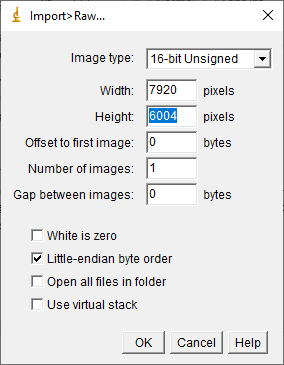 Import>Raw...
Image type: 16-bit Unsigned
Width: 7920 pixels
Height: 6004 pixels
Offset to first image: 0 bytes
Number of images: 1
Gap between images: 0 bytes
White is zero
Little-endian byte order
Open all files in folder
Use virtual stack
OK Cancel Help